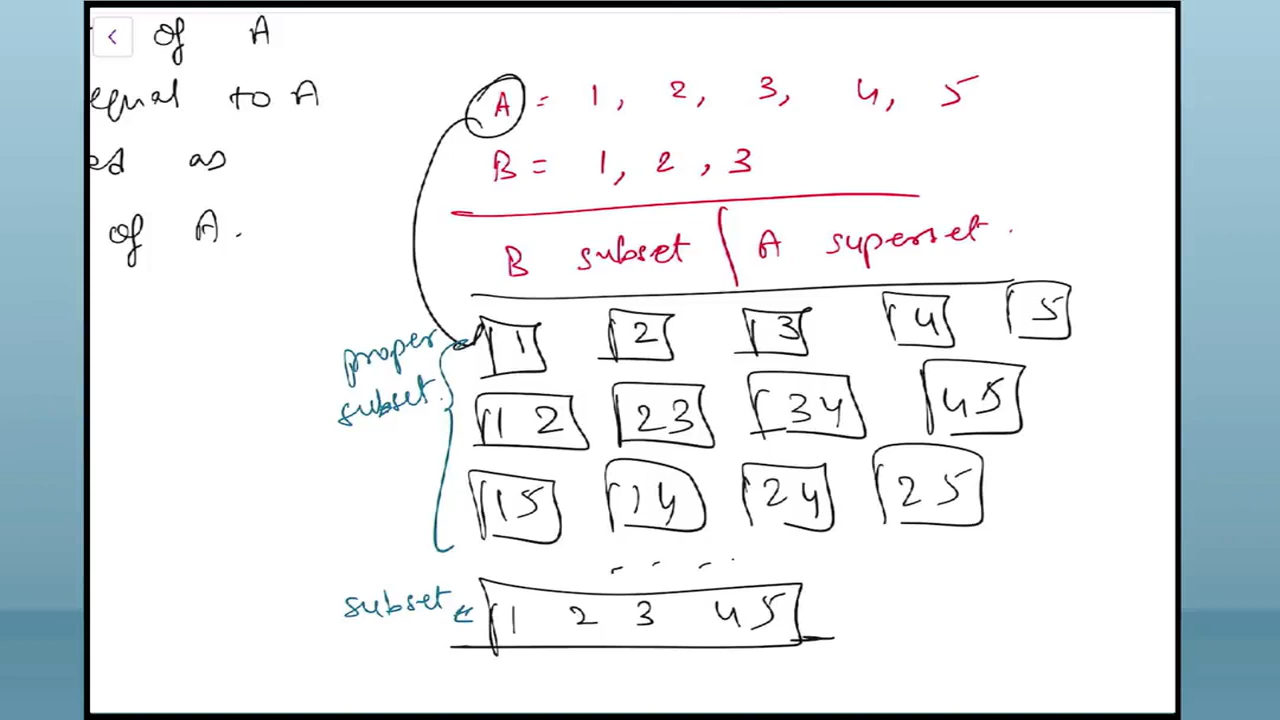 of A
equal to A
ed as
of A.
A = 1, 2, 3, 4, 5
B = 1, 2, 3
B subset | A superset.
proper
subset.
1 2 3 4 5
1 2 23 34 45
15 14 24 25
. . . .
subset
1 2 3 4 5